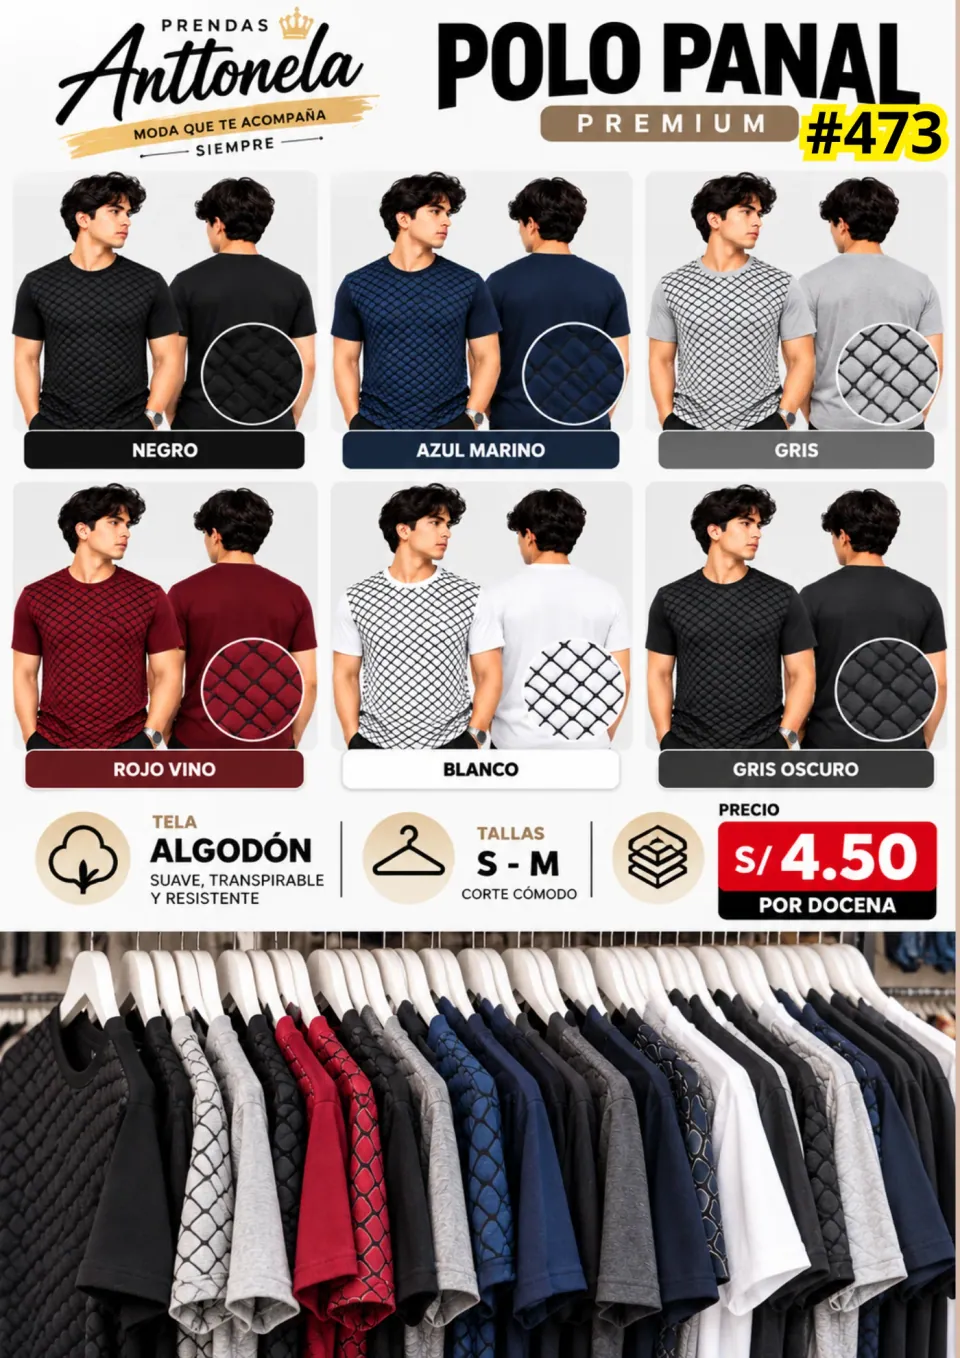 PRENDAS
Anttonela
MODA QUE TE ACOMPAÑA
SIEMPRE
POLO PANAL
PREMIUM
#473
NEGRO
AZUL MARINO
GRIS
ROJO VINO
BLANCO
GRIS OSCURO
TELA
ALGODÓN
SUAVE, TRANSPIRABLE
Y RESISTENTE
TALLAS
S - M
CORTE CÓMODO
PRECIO
S/ 4.50
POR DOCENA